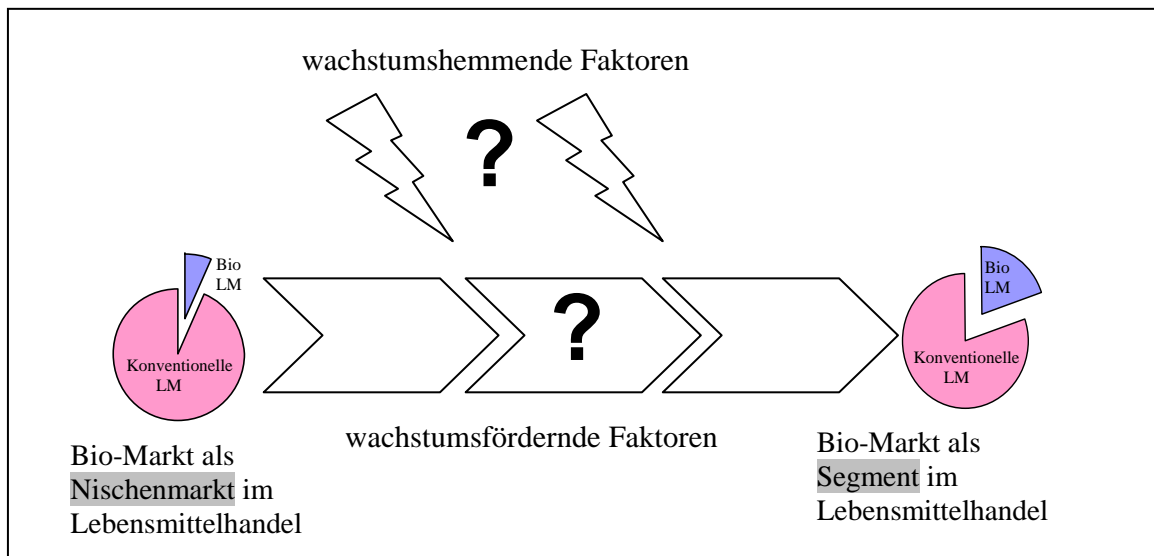 wachstumshemmende Faktoren
?
Bio
LM
Konventionelle
LM
?
Bio
LM
Konventionelle
LM
wachstumsfördernde Faktoren
Bio-Markt als
Nischenmarkt im
Lebensmittelhandel
Bio-Markt als
Segment im
Lebensmittelhandel